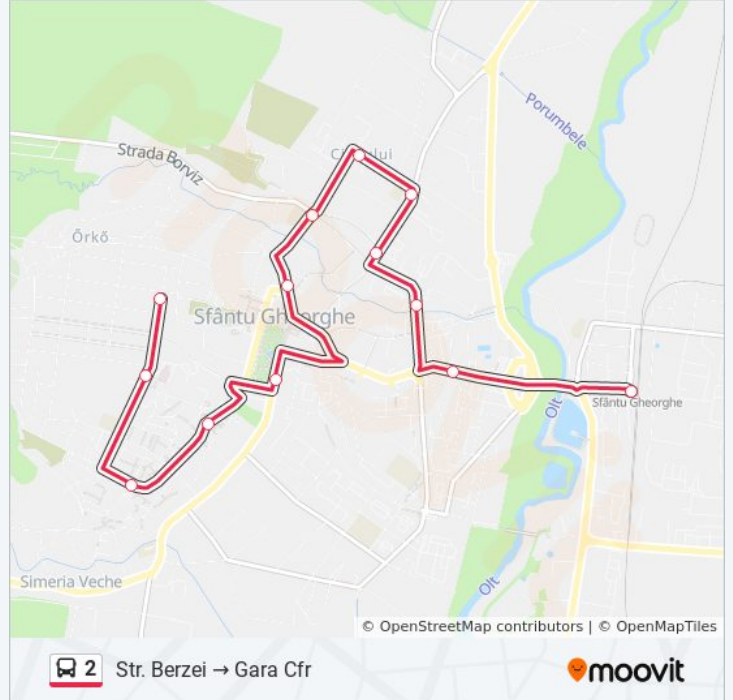 Porumbele
Strada Borviz
Őrkő
Sfântu Gheorghe
Olt
Sfântu Gheorghe
Simeria Veche
Olt
© OpenStreetMap contributors | © OpenMapTiles
2 Str. Berzei → Gara Cfr moovit